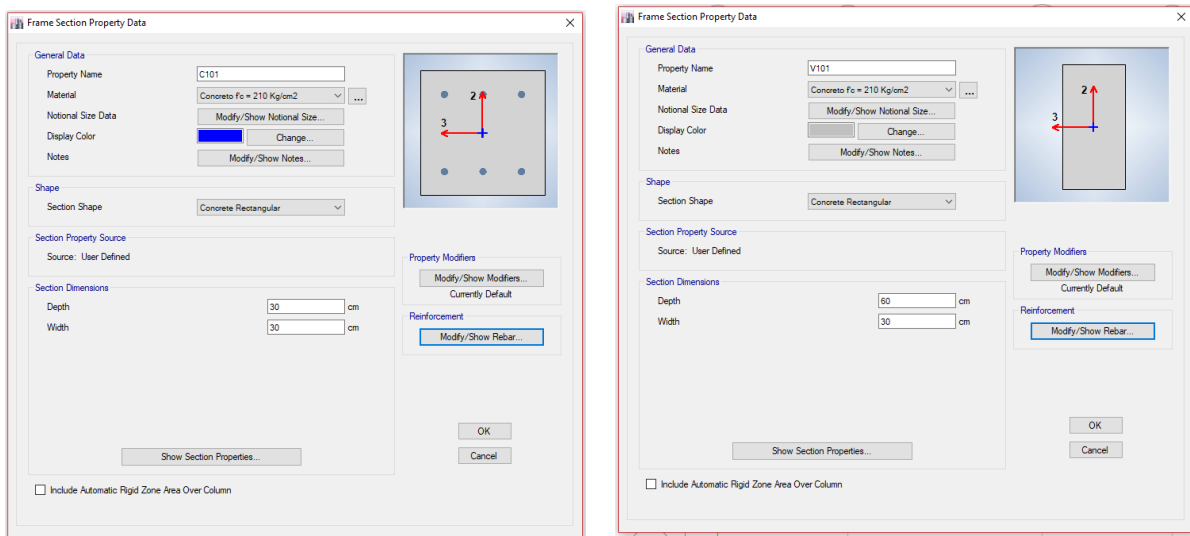 Frame Section Property Data
General Data
Property Name C101
Material Concreto f'c = 210 Kg/cm2 ...
Notional Size Data Modify/Show Notional Size...
Display Color Change...
Notes Modify/Show Notes...
2
3
Shape
Section Shape Concrete Rectangular
Section Property Source
Source: User Defined
Property Modifiers
Modify/Show Modifiers...
Currently Default
Section Dimensions
Depth 30 cm
Width 30 cm
Reinforcement
Modify/Show Rebar...
OK
Show Section Properties...
Cancel
Include Automatic Rigid Zone Area Over Column
Frame Section Property Data
General Data
Property Name V101
Material Concreto f'c = 210 Kg/cm2 ...
Notional Size Data Modify/Show Notional Size...
Display Color Change...
Notes Modify/Show Notes...
2
3
Shape
Section Shape Concrete Rectangular
Section Property Source
Source: User Defined
Property Modifiers
Modify/Show Modifiers...
Currently Default
Section Dimensions
Depth 60 cm
Width 30 cm
Reinforcement
Modify/Show Rebar...
OK
Show Section Properties...
Cancel
Include Automatic Rigid Zone Area Over Column